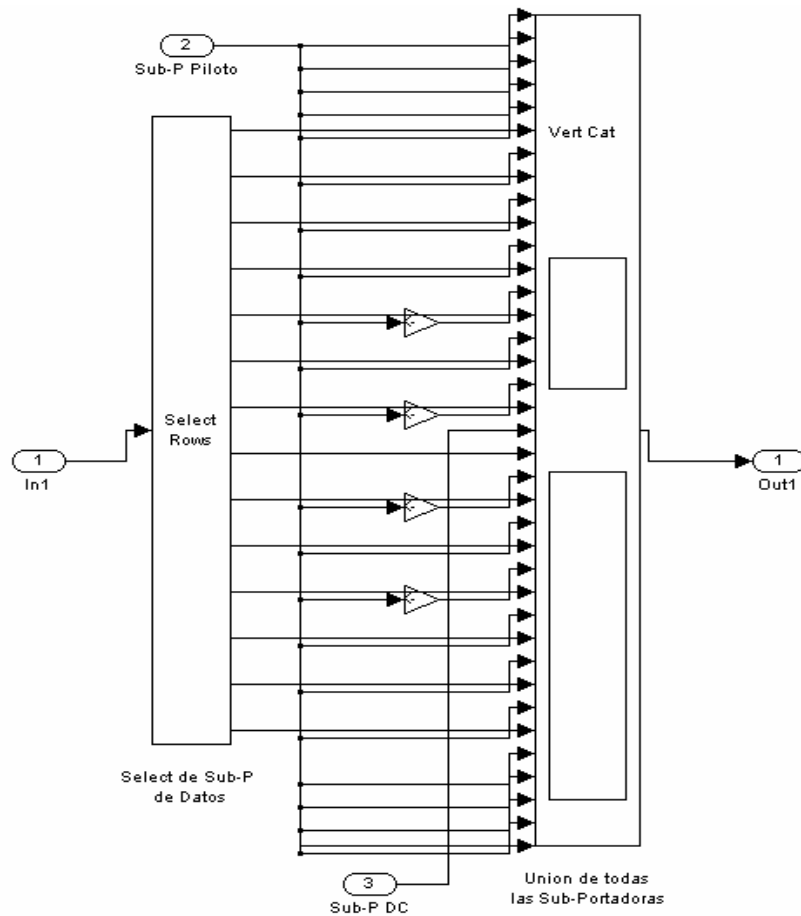 2
Sub-P Piloto
Vert Cat
Select
Rows
1
In1
1
Out1
Select de Sub-P
de Datos
3
Sub-P DC
Union de todas
las Sub-Portadoras